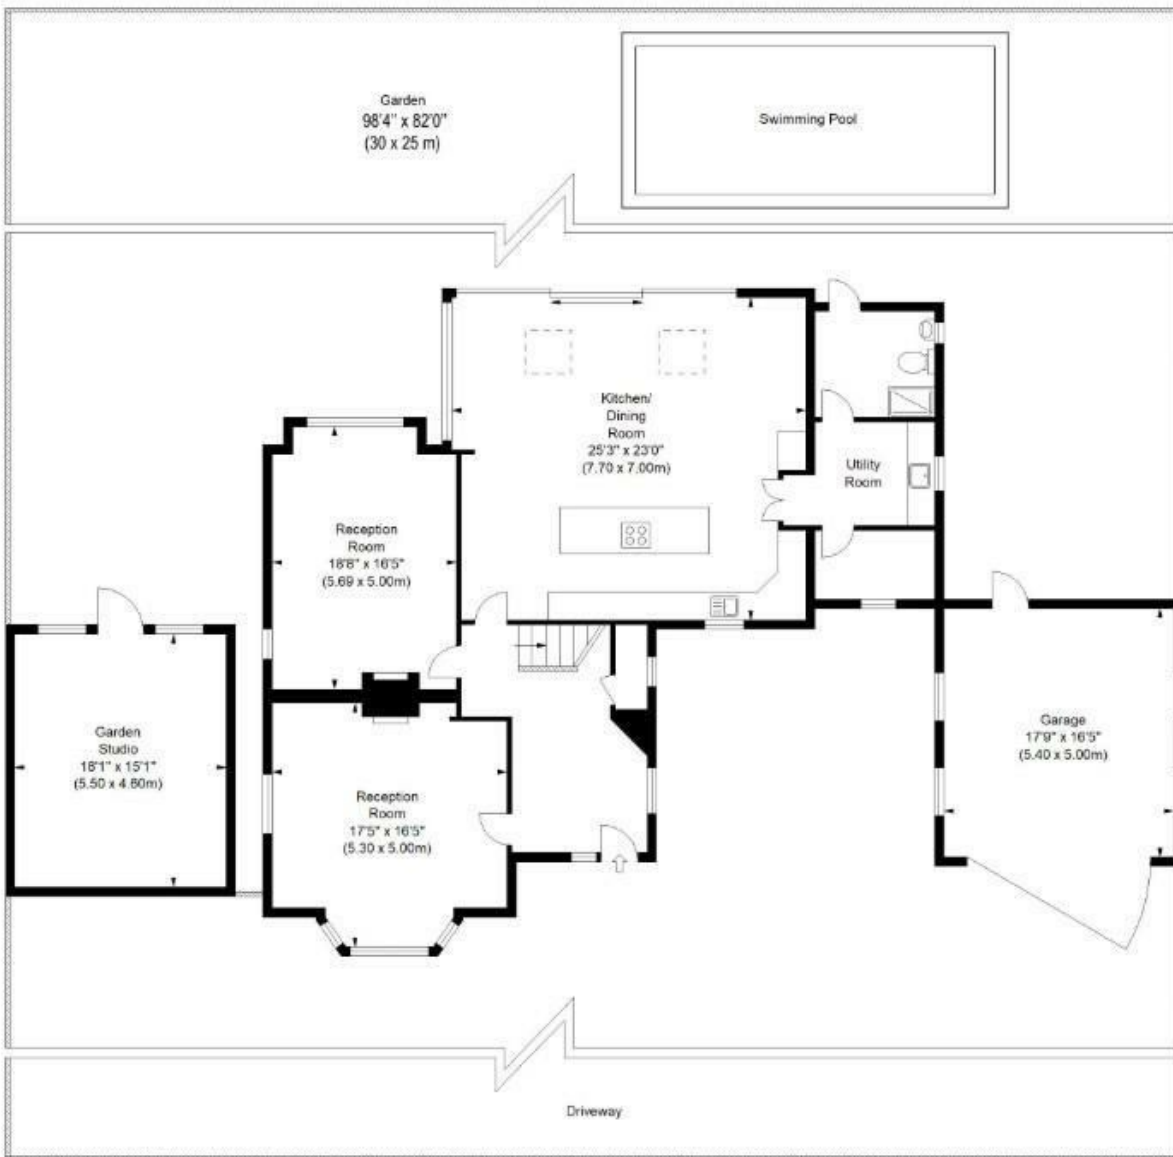 Garden
98'4" x 82'0"
(30 x 25 m)
Swimming Pool
Kitchen/
Dining
Room
25'3" x 23'0"
(7.70 x 7.00m)
Utility
Room
Reception
Room
18'8" x 16'5"
(5.69 x 5.00m)
Garden
Studio
18'1" x 15'1"
(5.50 x 4.60m)
Reception
Room
17'5" x 16'5"
(5.30 x 5.00m)
Garage
17'9" x 16'5"
(5.40 x 5.00m)
Driveway